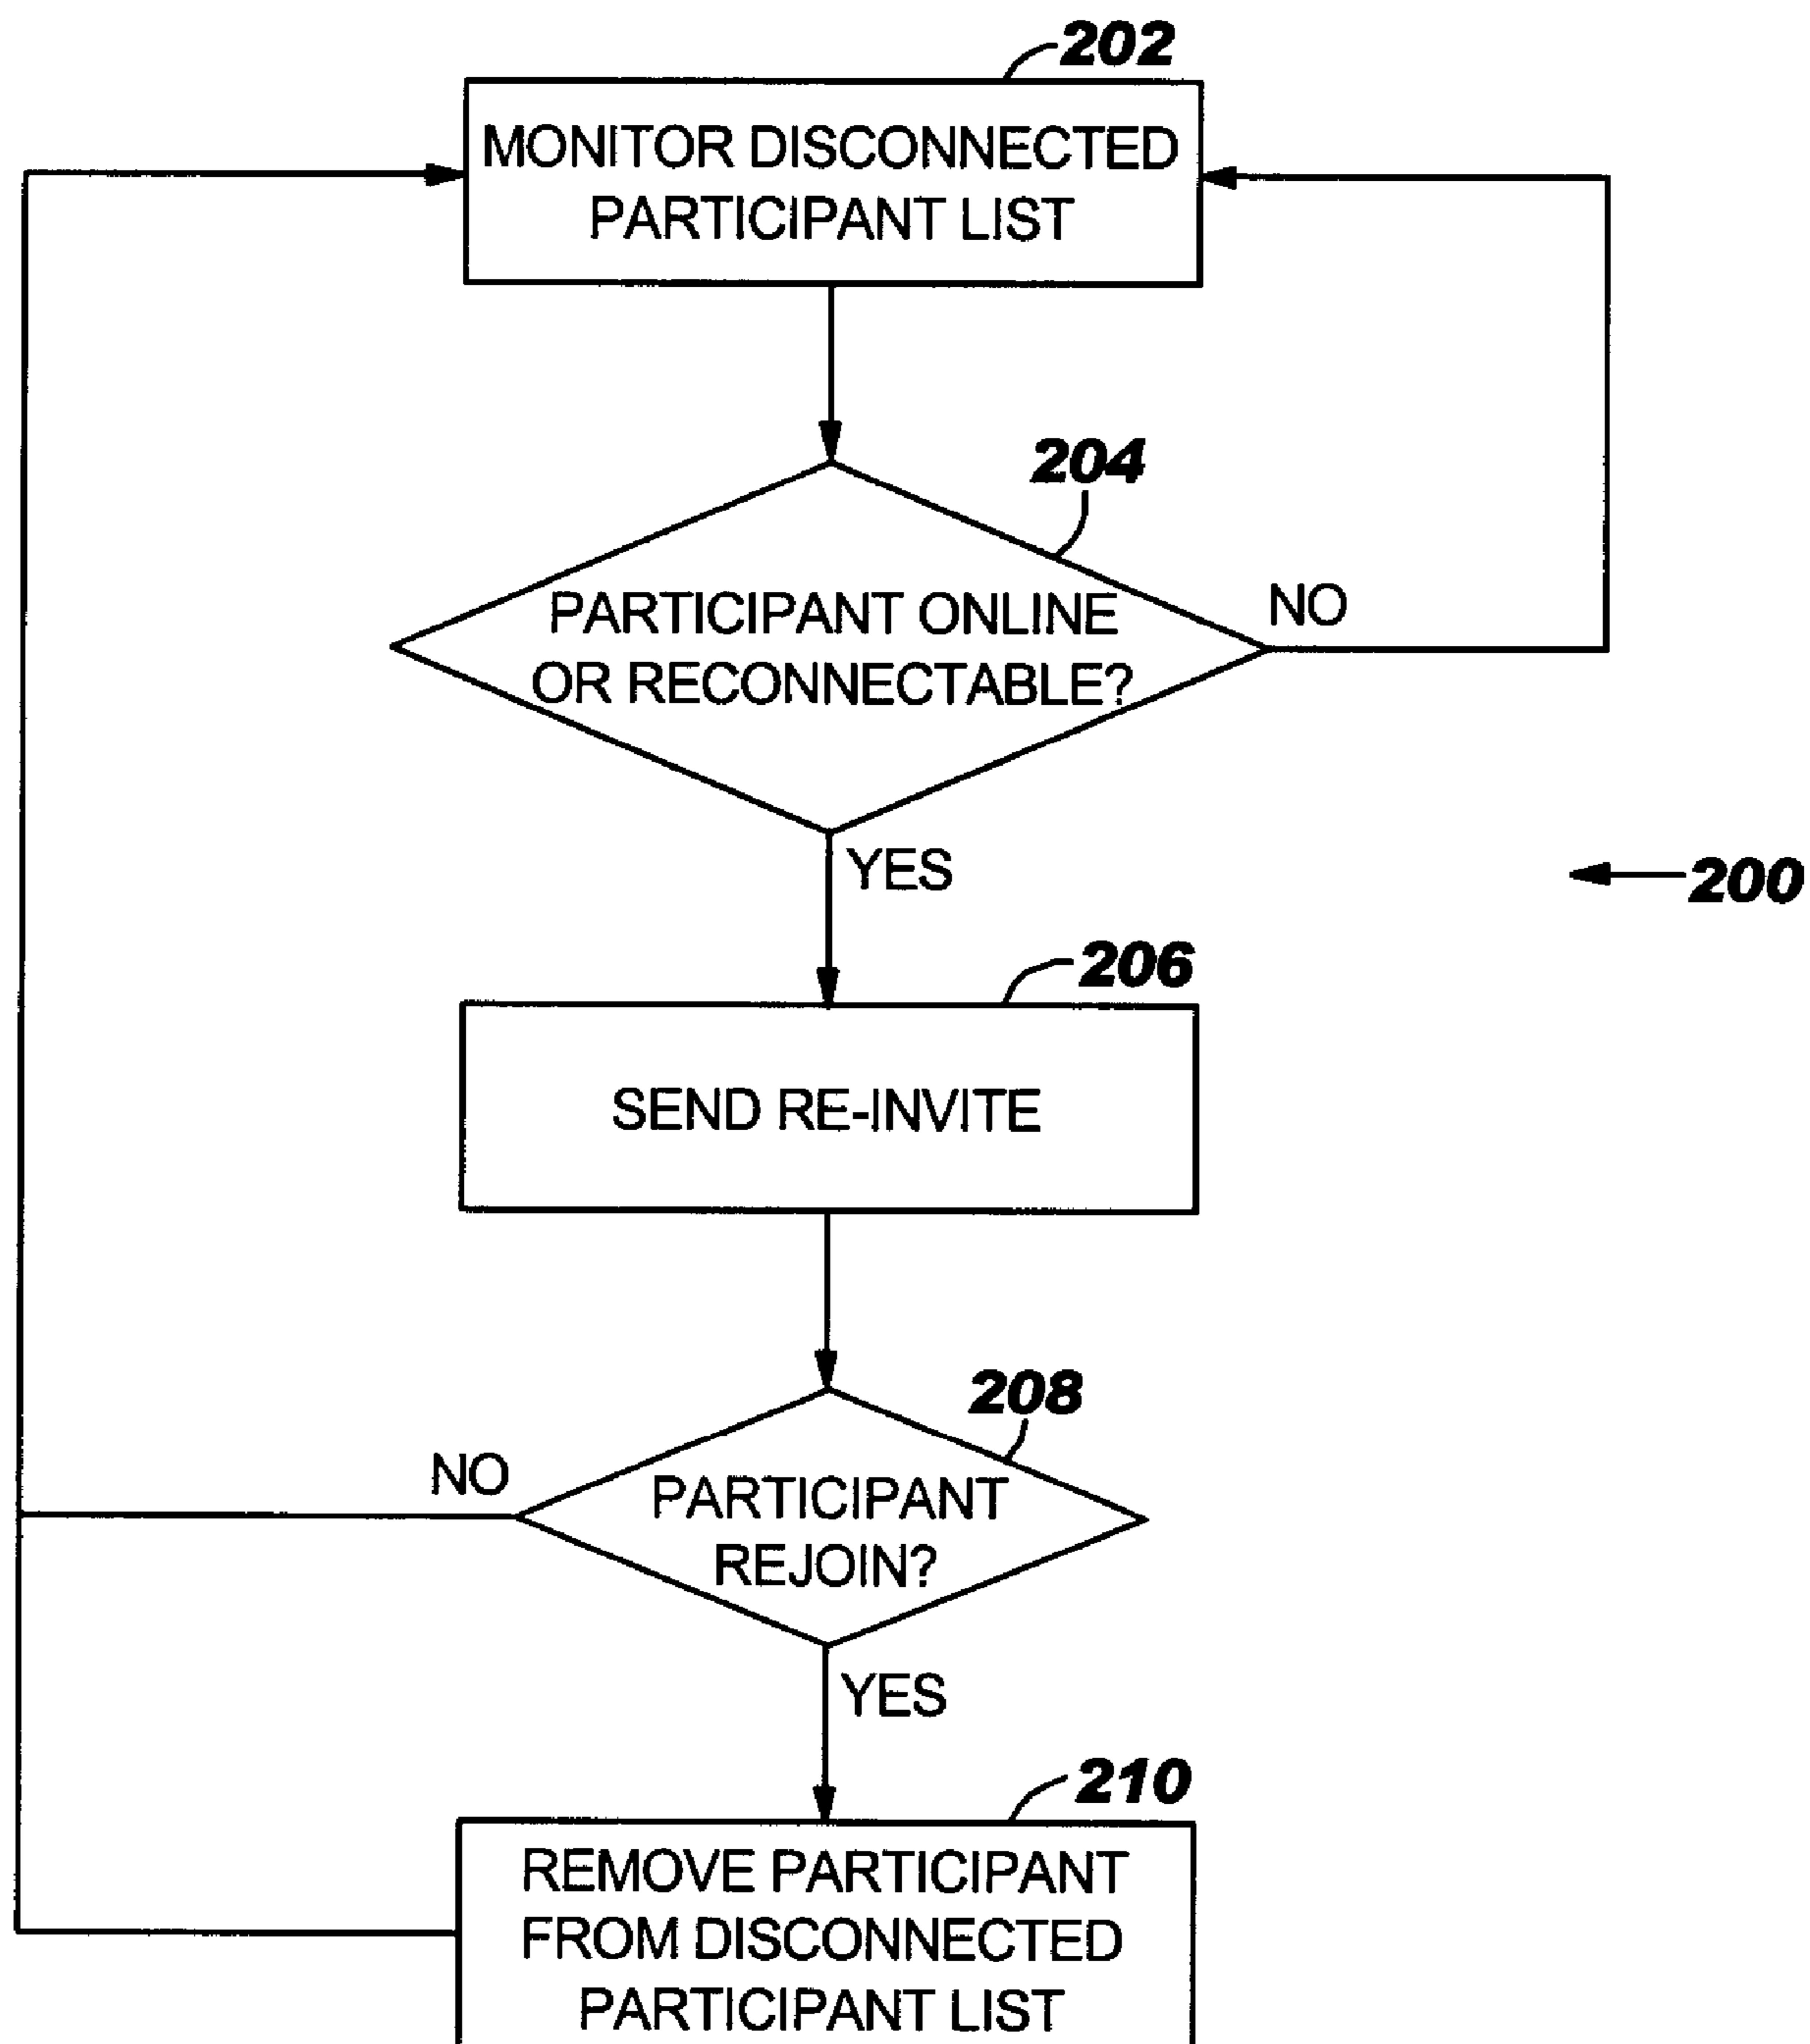 202
MONITOR DISCONNECTED
PARTICIPANT LIST
204
PARTICIPANT ONLINE
OR RECONNECTABLE?
NO
YES
200
206
SEND RE-INVITE
208
NO
PARTICIPANT
REJOIN?
YES
210
REMOVE PARTICIPANT
FROM DISCONNECTED
PARTICIPANT LIST